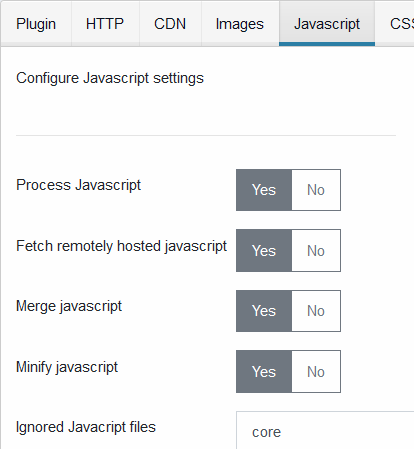 Plugin HTTP CDN Images Javascript CSS
Configure Javascript settings
Process Javascript Yes No
Fetch remotely hosted javascript Yes No
Merge javascript Yes No
Minify javascript Yes No
Ignored Javacript files core